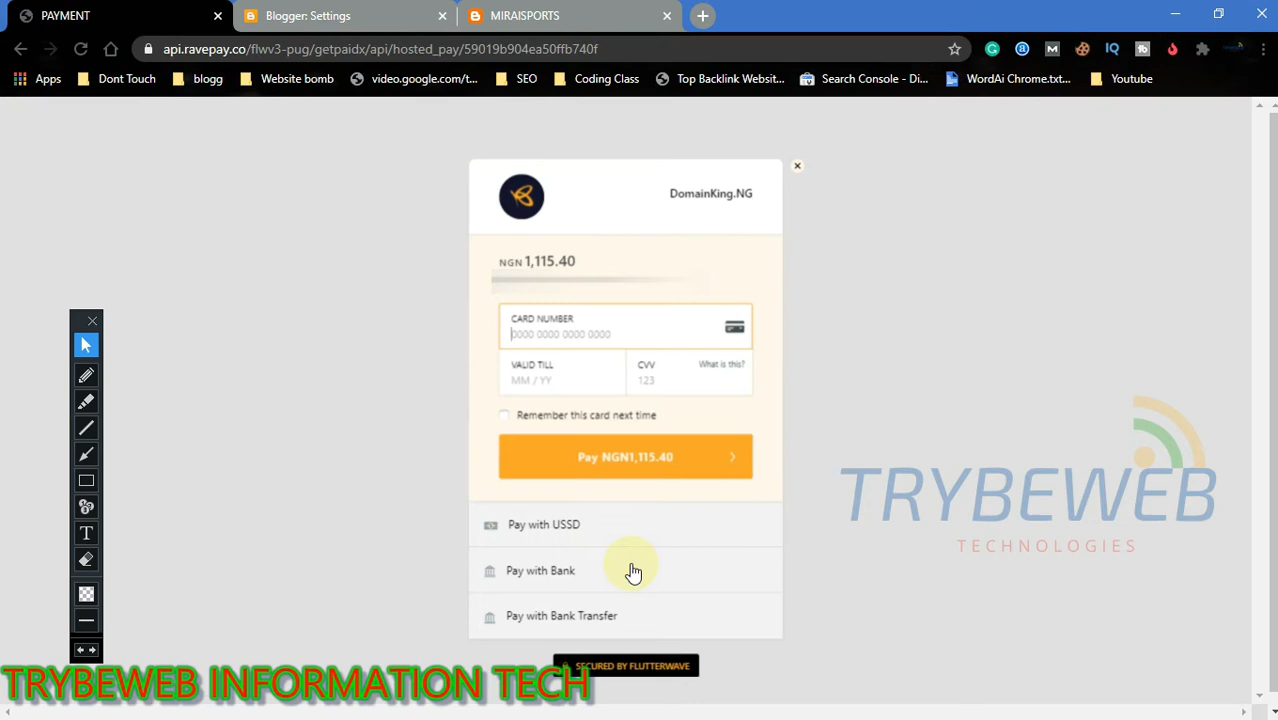 PAYMENT
Blogger: Settings
MIRAISPORTS
api.ravepay.co/flwv3-pug/getpaidx/api/hosted_pay/59019b904ea50ffb740f
Apps
Dont Touch
blogg
Website bomb
video.google.com/t...
SEO
Coding Class
Top Backlink Websit...
Search Console - Di...
WordAi Chrome.txt...
Youtube
DomainKing.NG
NGN 1,115.40
CARD NUMBER
0000 0000 0000 0000
VALID TILL
MM / YY
CVV
What is this?
123
Remember this card next time
Pay NGN1,115.40
Pay with USSD
Pay with Bank
Pay with Bank Transfer
SECURED BY FLUTTERWAVE
TRYBEWEB
TECHNOLOGIES
TRYBEWEB INFORMATION TECH